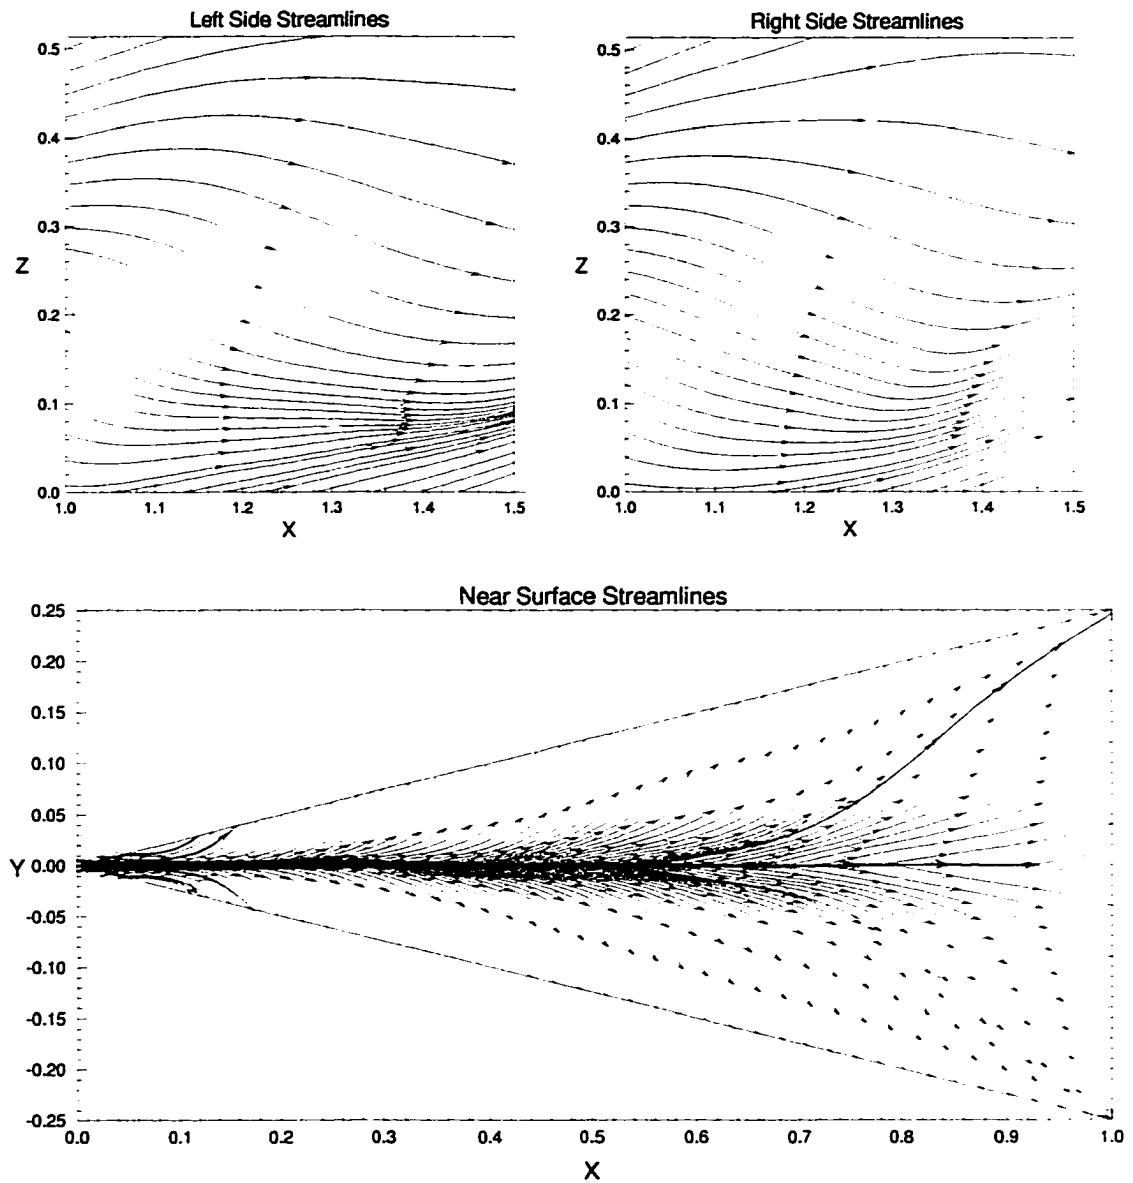 Left Side Streamlines
0.5
0.4
0.3
Z
0.2
0.1
0.0
1.0 1.1 1.2 1.3 1.4 1.5
X
Right Side Streamlines
0.5
0.4
0.3
Z
0.2
0.1
0.0
1.0 1.1 1.2 1.3 1.4 1.5
X
Near Surface Streamlines
0.25
0.20
0.15
0.10
0.05
Y 0.00
-0.05
-0.10
-0.15
-0.20
-0.25
0.0 0.1 0.2 0.3 0.4 0.5 0.6 0.7 0.8 0.9 1.0
X